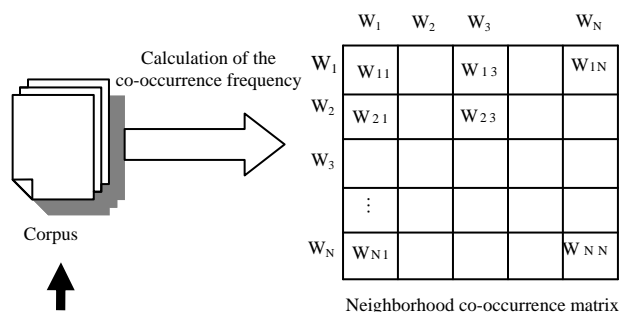 W1 W2 W3 WN
Calculation of the
co-occurrence frequency
W1 W11 W13 W1N
W2 W21 W23
W3
⋮
Corpus
WN WN1 WNN
Neighborhood co-occurrence matrix